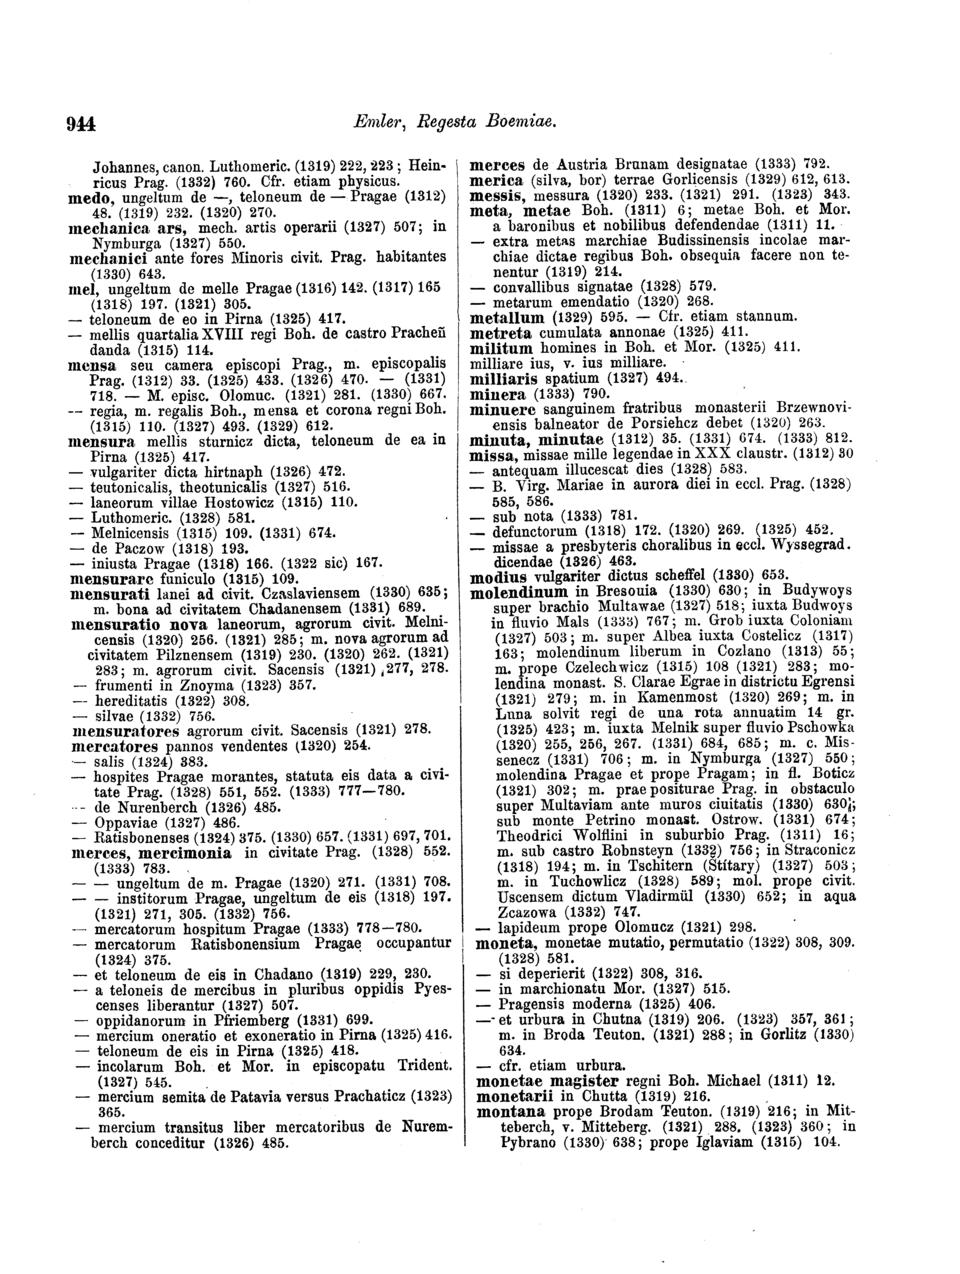 944
Emler, Regesta Boemiae.
Johannes, canon. Luthomeric. (1319) 222, 223; Hein-
ricus Prag. (1332) 760. Cfr. etiam physicus.
medo, ungeltum de —, teloneum de — Pragae (1312)
48. (1319) 232. (1320) 270.
mechanica ars, mech. artis operarii (1327) 507; in
Nymburga (1327) 550.
mechanici ante fores Minoris civit. Prag. habitantes
(1330) 643.
mel, ungeltum de melle Pragae (1316) 142. (1317) 165
(1318) 197. (1321) 305.
— teloneum de eo in Pirna (1325) 417.
— mellis quartalia XVIII regi Boh. de castro Pracheň
danda (1315) 114.
mensa seu camera episcopi Prag., m. episcopalis
Prag. (1312) 33. (1325) 433. (1326) 470. — (1331)
718. — M. episc. Olomuc. (1321) 281. (1330) 667.
— regia, m. regalis Boh., mensa et corona regni Boh.
(1315) 110. (1327) 493. (1329) 612.
mensura mellis sturnicz dicta, teloneum de ea in
Pirna (1325) 417.
— vulgariter dicta hirtnaph (1326) 472.
— teutonicalis, theotunicalis (1327) 516.
— laneorum villae Hostowicz (1315) 110.
— Luthomeric. (1328) 581.
— Melnicensis (1315) 109. (1331) 674.
— de Paczow (1318) 193.
— iniusta Pragae (1318) 166. (1322 sic) 167.
mensurare funiculo (1315) 109.
mensurati lanei ad civit. Czaslaviensem (1330) 635;
m. bona ad civitatem Chadanensem (1331) 689.
mensuratio nova laneorum, agrorum civit. Melni-
censis (1320) 256. (1321) 285; m. nova agrorum ad
civitatem Pilznensem (1319) 230. (1320) 262. (1321)
283; m. agrorum civit. Sacensis (1321) 277, 278.
— frumenti in Znoyma (1323) 357.
— hereditatis (1322) 308.
— silvae (1332) 756.
mensuratores agrorum civit. Sacensis (1321) 278.
mercatores pannos vendentes (1320) 254.
— salis (1324) 383.
— hospites Pragae morantes, statuta eis data a civi-
tate Prag. (1328) 551, 552. (1333) 777—780.
— de Nurenberch (1326) 485.
— Oppaviae (1327) 486.
— Ratisbonenses (1324) 375. (1330) 657. (1331) 697, 701.
merces, mercimonia in civitate Prag. (1328) 552.
(1333) 783.
— — ungeltum de m. Pragae (1320) 271. (1331) 708.
— — institorum Pragae, ungeltum de eis (1318) 197.
(1321) 271, 305. (1332) 756.
— mercatorum hospitum Pragae (1333) 778—780.
— mercatorum Ratisbonensium Pragae occupantur
(1324) 375.
— et teloneum de eis in Chadano (1319) 229, 230.
— a teloneis de mercibus in pluribus oppidis Pyes-
censes liberantur (1327) 507.
— oppidanorum in Pfriemberg (1331) 699.
— mercium oneratio et exoneratio in Pirna (1325) 416.
— teloneum de eis in Pirna (1325) 418.
— incolarum Boh. et Mor. in episcopatu Trident.
(1327) 545.
— mercium semita de Patavia versus Prachaticz (1323)
365.
— mercium transitus liber mercatoribus de Nurem-
berch conceditur (1326) 485.
merces de Austria Brunam designatae (1333) 792.
merica (silva, bor) terrae Gorlicensis (1329) 612, 613.
messis, messura (1320) 233. (1321) 291. (1323) 343.
meta, metae Boh. (1311) 6; metae Boh. et Mor.
a baronibus et nobilibus defendendae (1311) 11.
— extra metas marchiae Budissinensis incolae mar-
chiae dictae regibus Boh. obsequia facere non te-
nentur (1319) 214.
— convallibus signatae (1328) 579.
— metarum emendatio (1320) 268.
metallum (1329) 595. — Cfr. etiam stannum.
metreta cumulata annonae (1325) 411.
militum homines in Boh. et Mor. (1325) 411.
milliare ius, v. ius milliare.
milliaris spatium (1327) 494.
minera (1333) 790.
minuere sanguinem fratribus monasterii Brzewnovi-
ensis balneator de Porsiehcz debet (1320) 263.
minuta, minutae (1312) 35. (1331) 674. (1333) 812.
missa, missae mille legendae in XXX claustr. (1312) 30
— antequam illucescat dies (1328) 583.
— B. Virg. Mariae in aurora diei in eccl. Prag. (1328)
585, 586.
— sub nota (1333) 781.
— defunctorum (1318) 172. (1320) 269. (1325) 452.
— missae a presbyteris choralibus in eccl. Wyssegrad.
dicendae (1326) 463.
modius vulgariter dictus scheffel (1330) 653.
molendinum in Bresouia (1330) 630; in Budywoys
super brachio Multawae (1327) 518; iuxta Budwoys
in fluvio Mals (1333) 767; m. Grob iuxta Coloniam
(1327) 503; m. super Albea iuxta Costelicz (1317)
163; molendinum liberum in Cozlano (1313) 55;
m. prope Czelechwicz (1315) 108 (1321) 283; mo-
lendina monast. S. Clarae Egrae in districtu Egrensi
(1321) 279; m. in Kamenmost (1320) 269; m. in
Luna solvit regi de una rota annuatim 14 gr.
(1325) 423; m. iuxta Melnik super fluvio Pschowka
(1320) 255, 256, 267. (1331) 684, 685; m. c. Mis-
senecz (1331) 706; m. in Nymburga (1327) 550;
molendina Pragae et prope Pragam; in fl. Boticz
(1321) 302; m. praepositurae Prag. in obstaculo
super Multaviam ante muros ciuitatis (1330) 630;
sub monte Petrino monast. Ostrow. (1331) 674;
Theodrici Wolflini in suburbio Prag. (1311) 16;
m. sub castro Robnsteyn (1332) 756; in Straconicz
(1318) 194; m. in Tschitern (Štítary) (1327) 503;
m. in Tuchowlicz (1328) 589; mol. prope civit.
Uscensem dictum Vladirmül (1330) 652; in aqua
Zcazowa (1332) 747.
— lapideum prope Olomucz (1321) 298.
moneta, monetae mutatio, permutatio (1322) 308, 309.
(1328) 581.
— si deperierit (1322) 308, 316.
— in marchionatu Mor. (1327) 515.
— Pragensis moderna (1325) 406.
— et urbura in Chutna (1319) 206. (1323) 357, 361;
m. in Broda Teuton. (1321) 288; in Gorlitz (1330)
634.
— cfr. etiam urbura.
monetae magister regni Boh. Michael (1311) 12.
monetarii in Chutta (1319) 216.
montana prope Brodam Teuton. (1319) 216; in Mit-
teberch, v. Mitteberg. (1321) 288. (1323) 360; in
Pybrano (1330) 638; prope Iglaviam (1315) 104.